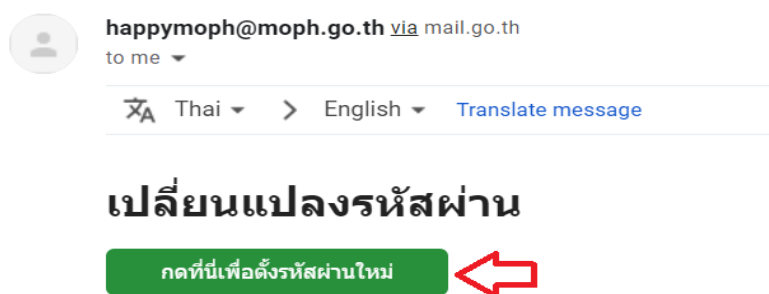 happymoph@moph.go.th via mail.go.th
to me
Thai > English Translate message
เปลี่ยนแปลงรหัสผ่าน
กดที่นี่เพื่อตั้งรหัสผ่านใหม่